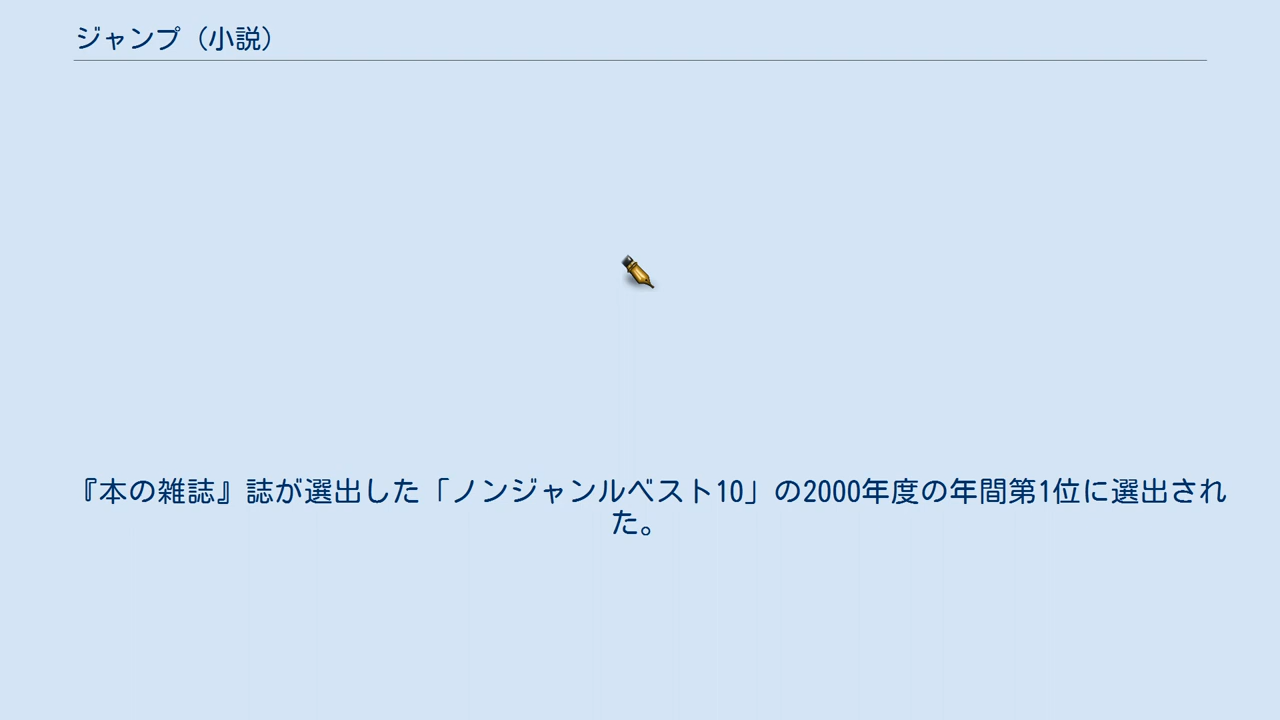 ジャンプ（小説）
『本の雑誌』誌が選出した「ノンジャンルベスト10」の2000年度の年間第1位に選出され
た。